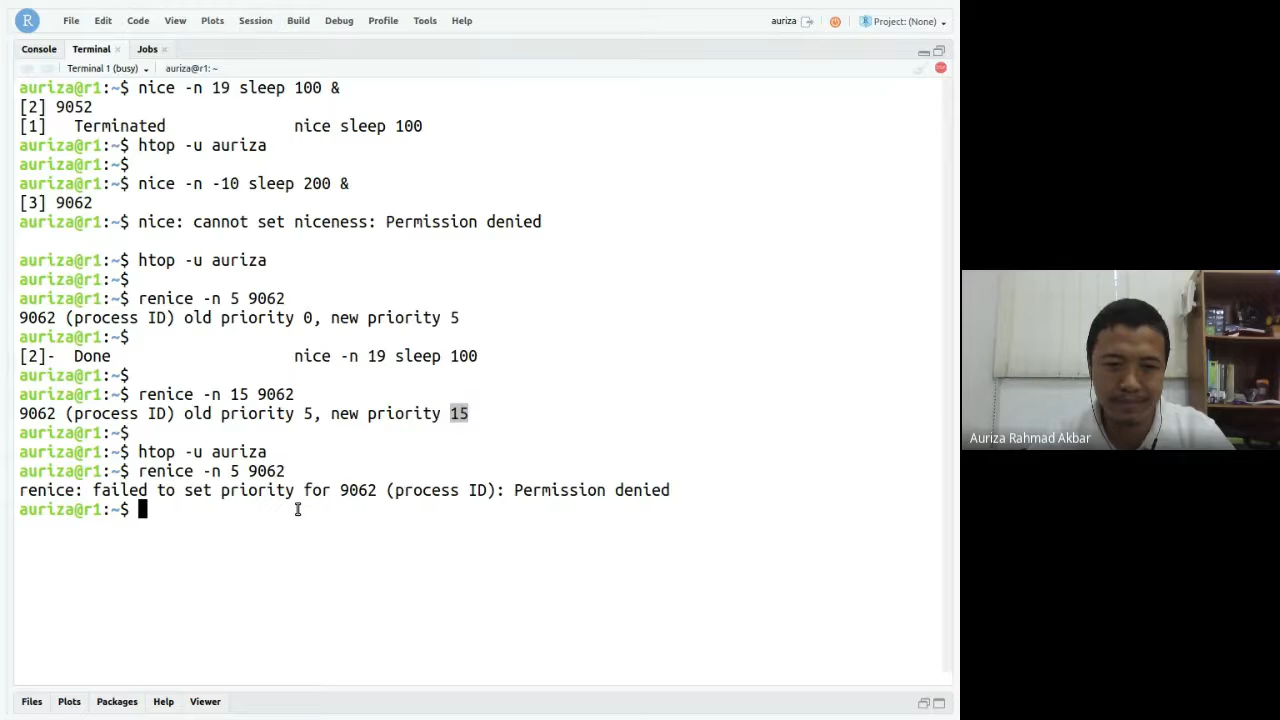 R File Edit Code View Plots Session Build Debug Profile Tools Help auriza R Project: (None)
Console Terminal × Jobs ×
Terminal 1 (busy) auriza@r1: ~
auriza@r1:~$ nice -n 19 sleep 100 &
[2] 9052
[1] Terminated nice sleep 100
auriza@r1:~$ htop -u auriza
auriza@r1:~$
auriza@r1:~$ nice -n -10 sleep 200 &
[3] 9062
auriza@r1:~$ nice: cannot set niceness: Permission denied
auriza@r1:~$ htop -u auriza
auriza@r1:~$
auriza@r1:~$ renice -n 5 9062
9062 (process ID) old priority 0, new priority 5
auriza@r1:~$
[2]- Done nice -n 19 sleep 100
auriza@r1:~$
auriza@r1:~$ renice -n 15 9062
9062 (process ID) old priority 5, new priority 15
auriza@r1:~$
auriza@r1:~$ htop -u auriza
auriza@r1:~$ renice -n 5 9062
renice: failed to set priority for 9062 (process ID): Permission denied
auriza@r1:~$
Files Plots Packages Help Viewer
Auriza Rahmad Akbar